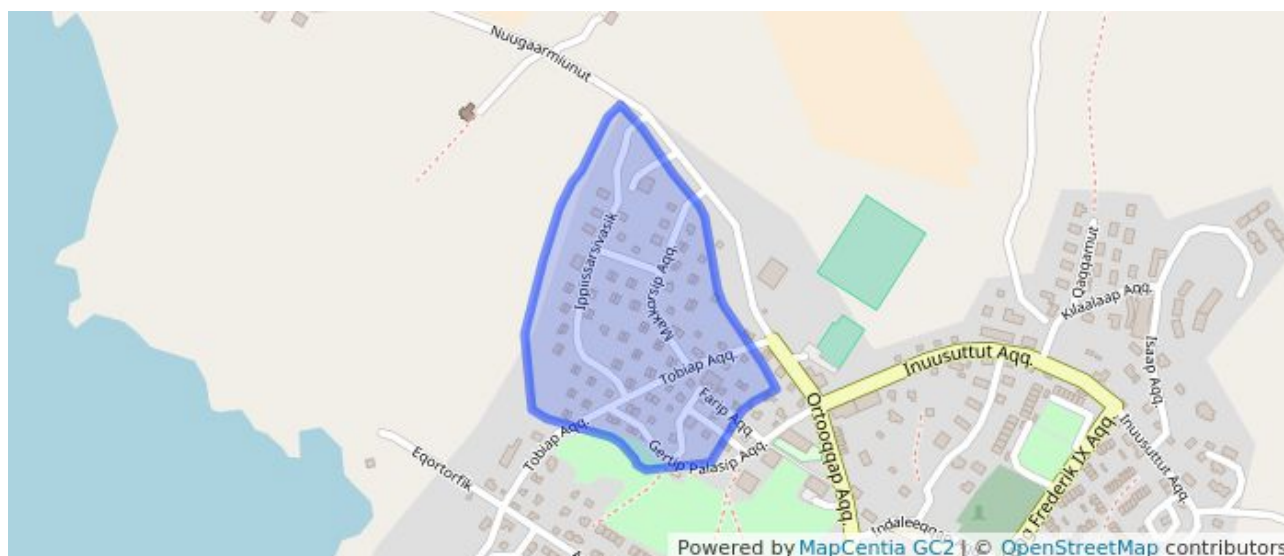 Nuugaarmiunut
Ippiissarsivasik
Makkorsip Aqq.
Qaqqamut
Kilaalaap Aqq.
Isaap Aqq.
Tobiap Aqq.
Inuusuttut Aqq.
Farip Aqq.
Ortooqqap Aqq.
Tobiap Aqq.
Gertip Palasip Aqq.
Inuusuttut Aqq.
Eqortorfik
Frederik IX Aqq.
Powered by MapCentia GC2 | © OpenStreetMap contributors